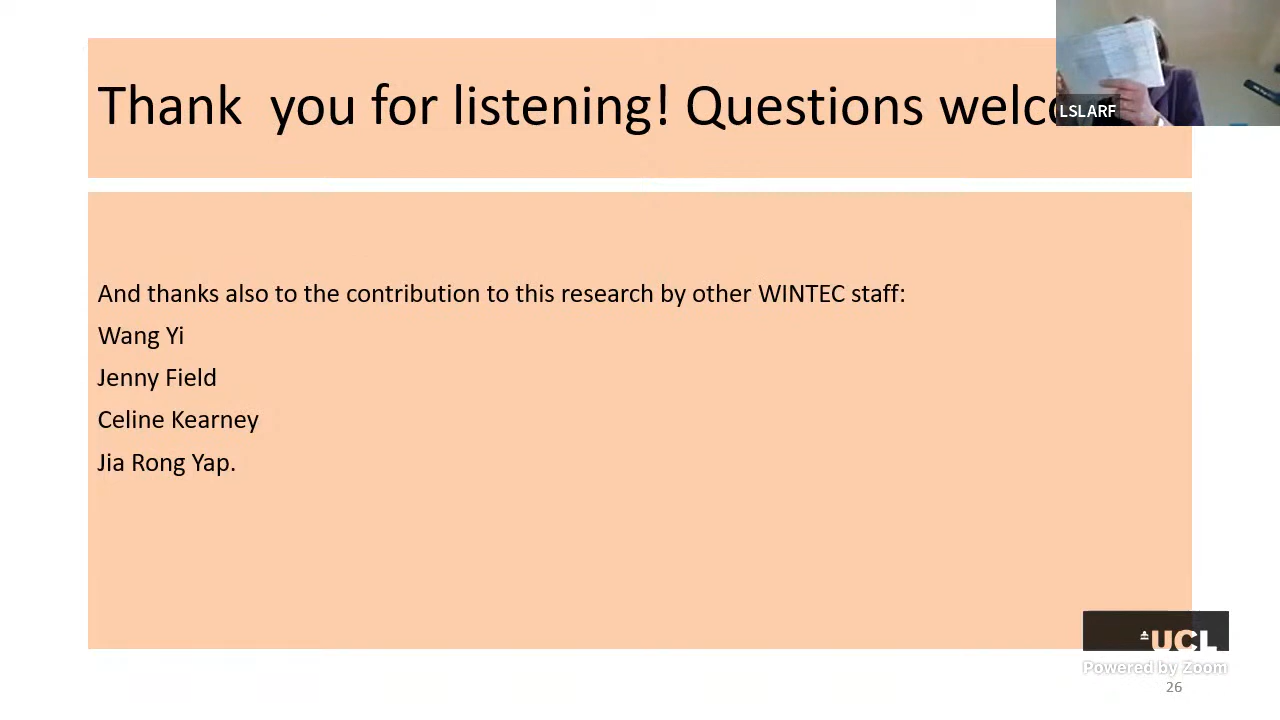 Thank you for listening! Questions welco
LSLARF
And thanks also to the contribution to this research by other WINTEC staff:
Wang Yi
Jenny Field
Celine Kearney
Jia Rong Yap.
UCL
Powered by Zoom
26